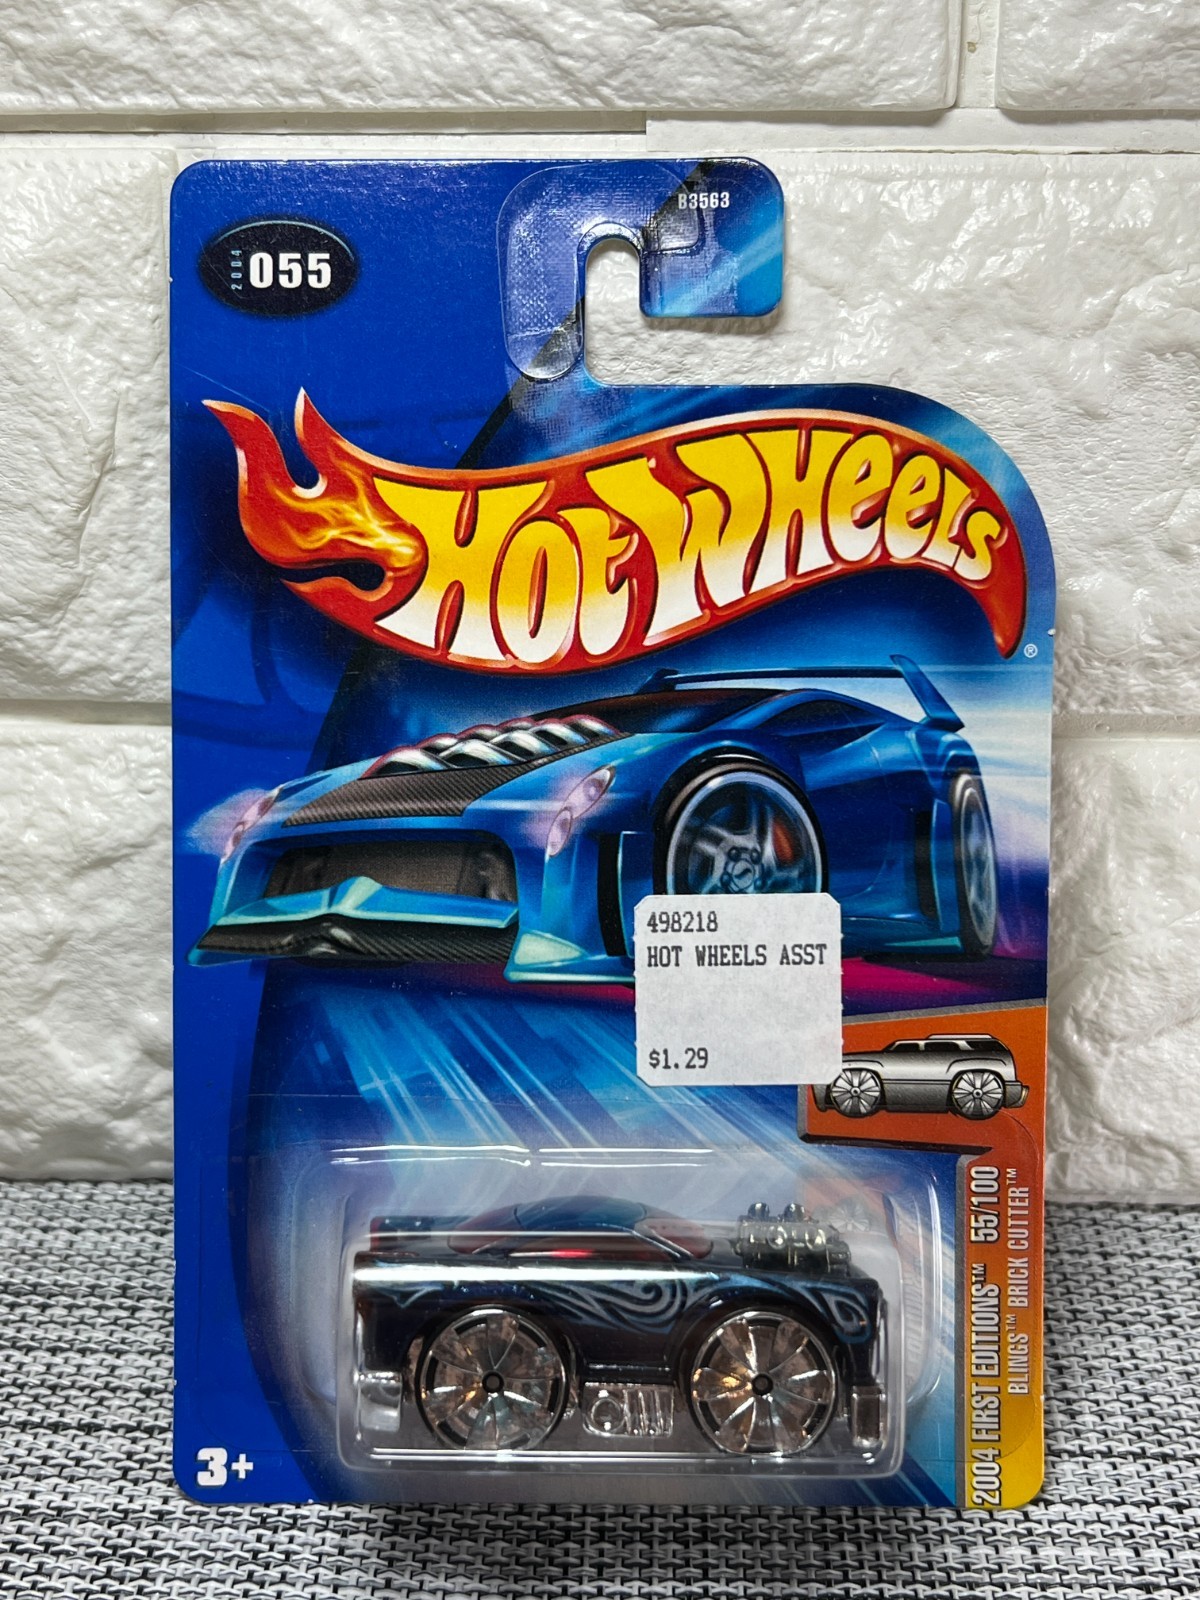 B3563
2004 055
HOT WHEELS
®
498218
HOT WHEELS ASST
$1.29
2004 FIRST EDITIONS™ 55/100
BLINGS™ BRICK CUTTER™
3+